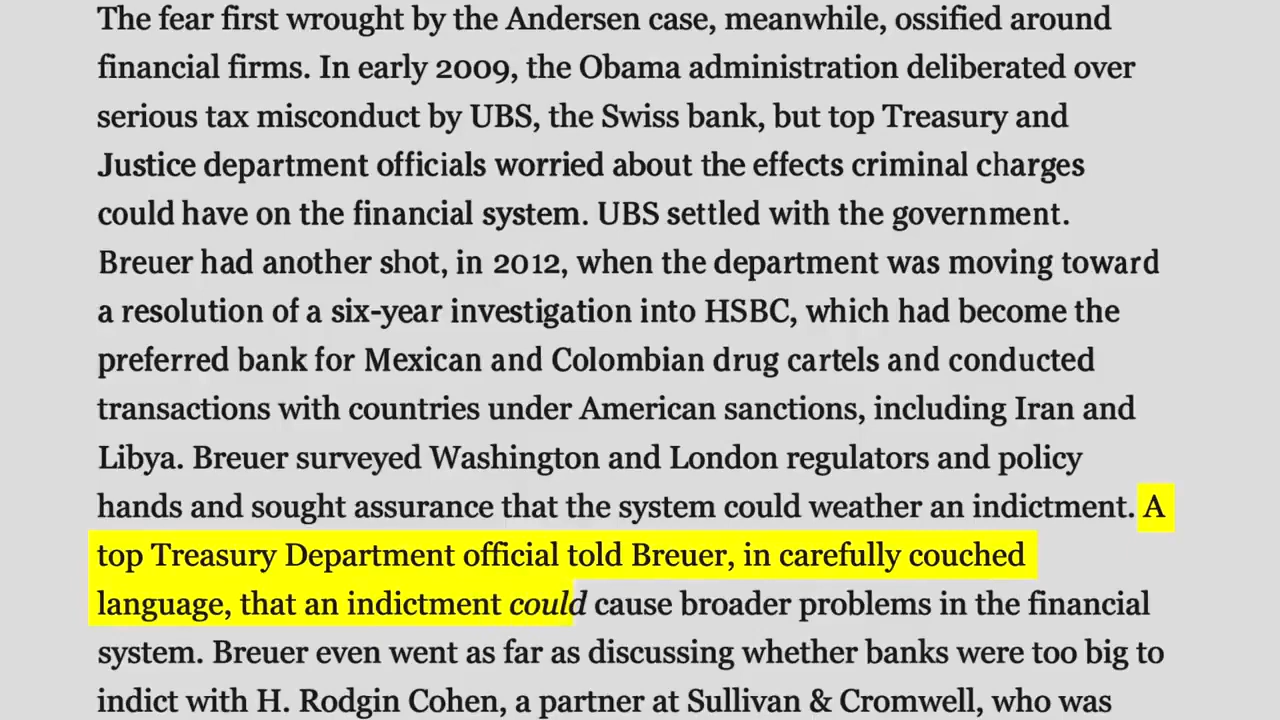 The fear first wrought by the Andersen case, meanwhile, ossified around
financial firms. In early 2009, the Obama administration deliberated over
serious tax misconduct by UBS, the Swiss bank, but top Treasury and
Justice department officials worried about the effects criminal charges
could have on the financial system. UBS settled with the government.
Breuer had another shot, in 2012, when the department was moving toward
a resolution of a six-year investigation into HSBC, which had become the
preferred bank for Mexican and Colombian drug cartels and conducted
transactions with countries under American sanctions, including Iran and
Libya. Breuer surveyed Washington and London regulators and policy
hands and sought assurance that the system could weather an indictment. A
top Treasury Department official told Breuer, in carefully couched
language, that an indictment could cause broader problems in the financial
system. Breuer even went as far as discussing whether banks were too big to
indict with H. Rodgin Cohen, a partner at Sullivan & Cromwell, who was